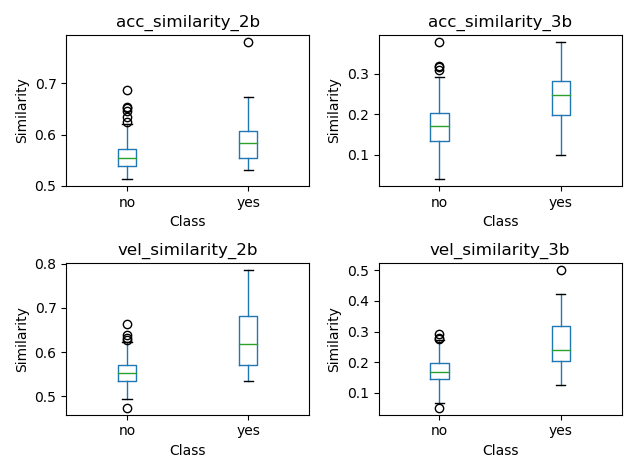 acc_similarity_2b
Similarity
0.7
0.6
0.5
no
yes
Class
acc_similarity_3b
Similarity
0.3
0.2
0.1
no
yes
Class
vel_similarity_2b
Similarity
0.8
0.7
0.6
0.5
no
yes
Class
vel_similarity_3b
Similarity
0.5
0.4
0.3
0.2
0.1
no
yes
Class